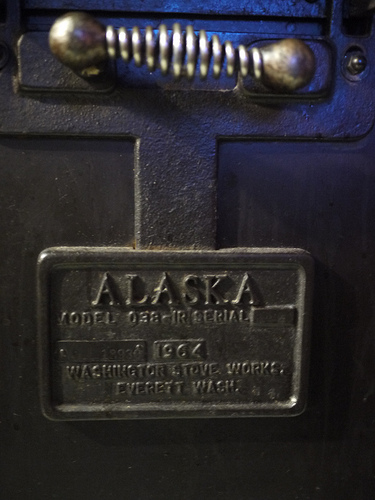 ALASKA
MODEL 038-IR SERIAL
1964
WASHINGTON STOVE WORKS.
EVERETT WASH.